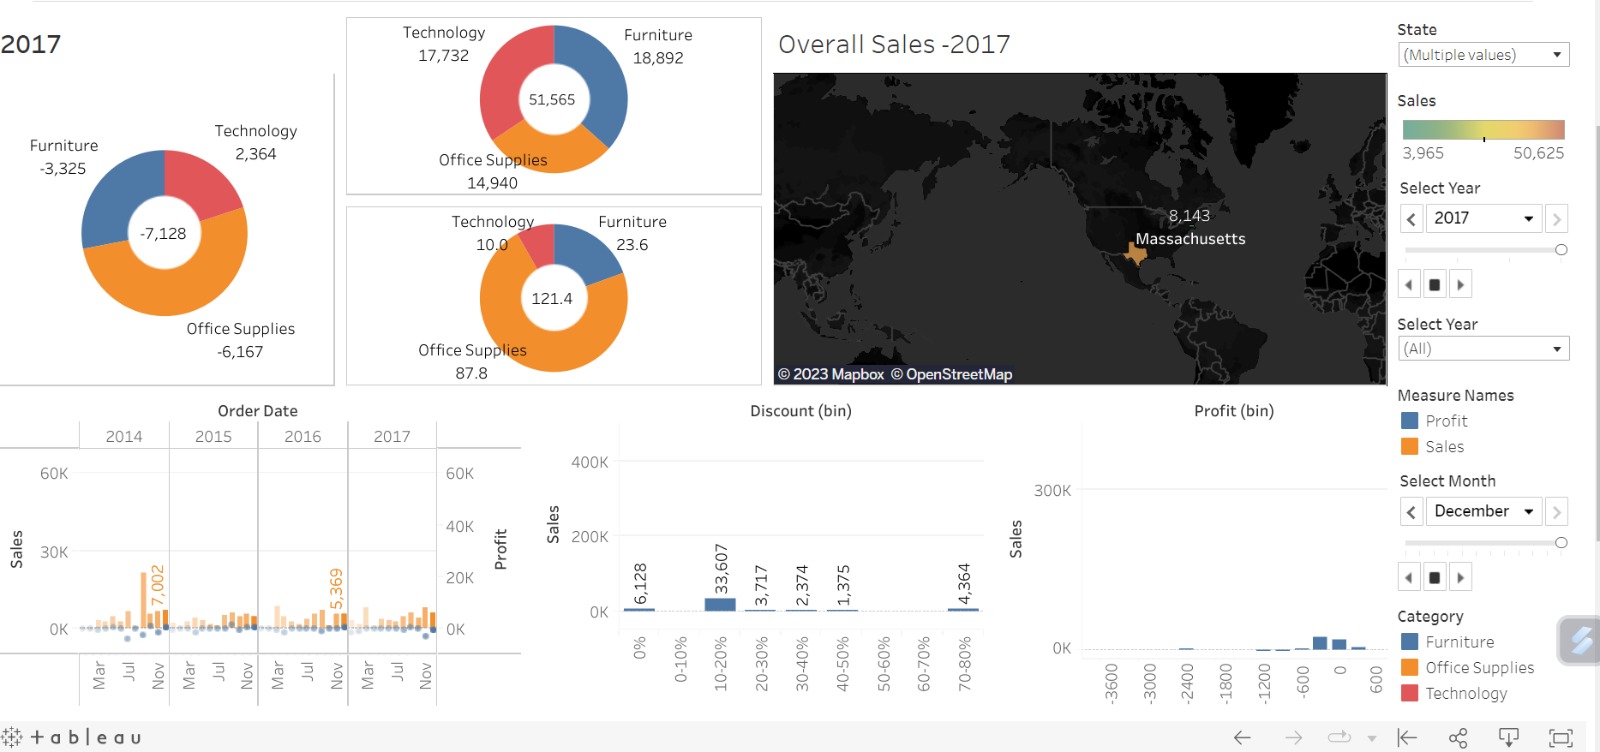 2017
Furniture
-3,325
Technology
2,364
-7,128
Office Supplies
-6,167
Technology
17,732
Furniture
18,892
51,565
Office Supplies
14,940
Technology
10.0
Furniture
23.6
121.4
Office Supplies
87.8
Overall Sales -2017
8,143
Massachusetts
© 2023 Mapbox © OpenStreetMap
State
(Multiple values)
Sales
3,965 50,625
Select Year
2017
Select Year
(All)
Measure Names
Profit
Sales
Select Month
December
Category
Furniture
Office Supplies
Technology
Order Date
2014 2015 2016 2017
60K
30K
0K
Sales
7,002
5,369
60K
40K
20K
0K
Profit
Mar Jul Nov Mar Jul Nov Mar Jul Nov Mar Jul Nov
Discount (bin)
400K
200K
0K
Sales
6,128 33,607 3,717 2,374 1,375 4,364
0% 0-10% 10-20% 20-30% 30-40% 40-50% 50-60% 60-70% 70-80%
Profit (bin)
300K
0K
Sales
-3600 -3000 -2400 -1800 -1200 -600 0 600
+ableau